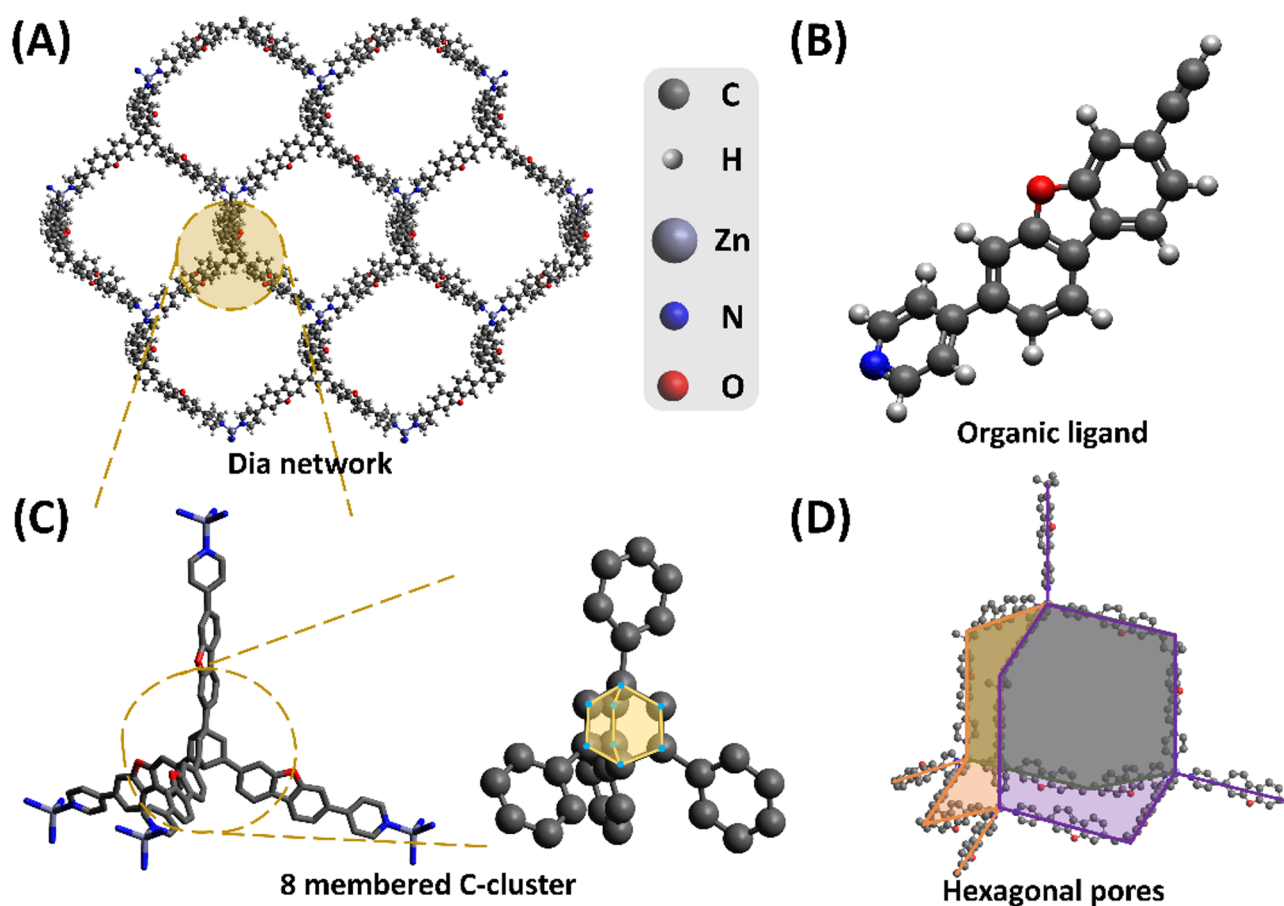 (A)
Dia network
C
H
Zn
N
O
(B)
Organic ligand
(C)
8 membered C-cluster
(D)
Hexagonal pores